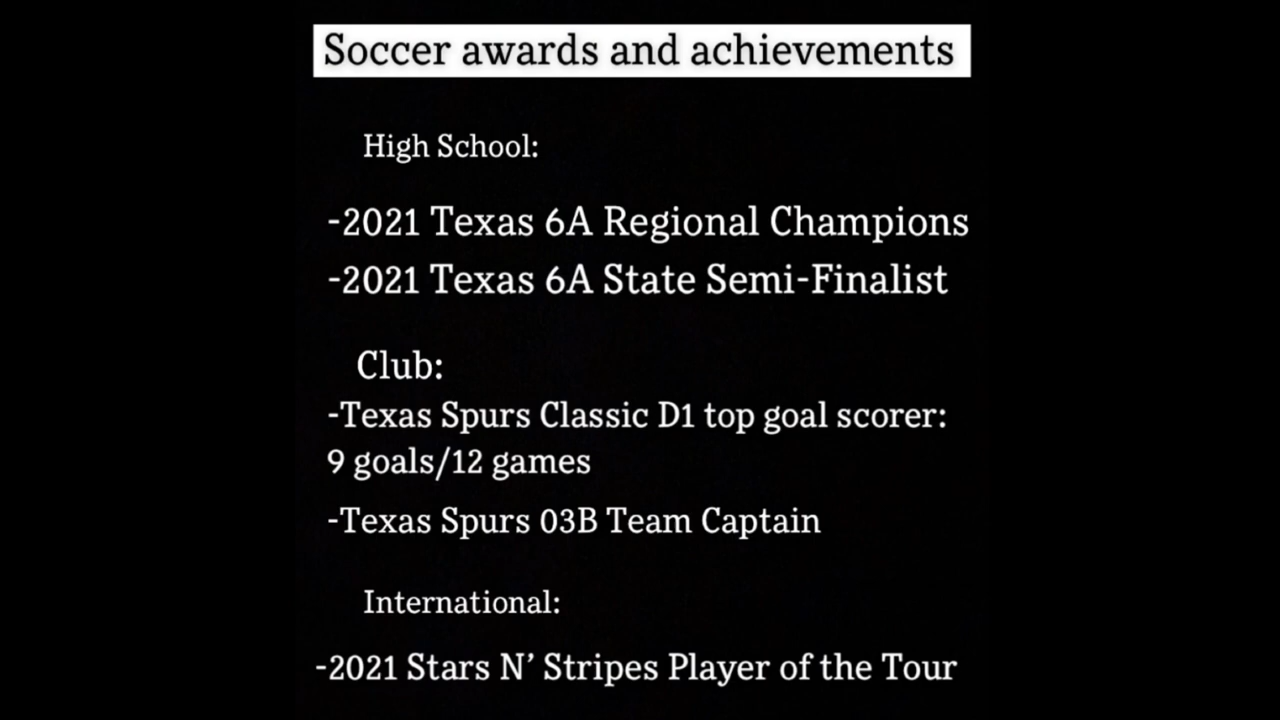 Soccer awards and achievements
High School:
-2021 Texas 6A Regional Champions
-2021 Texas 6A State Semi-Finalist
Club:
-Texas Spurs Classic D1 top goal scorer:
9 goals/12 games
-Texas Spurs 03B Team Captain
International:
-2021 Stars N’ Stripes Player of the Tour